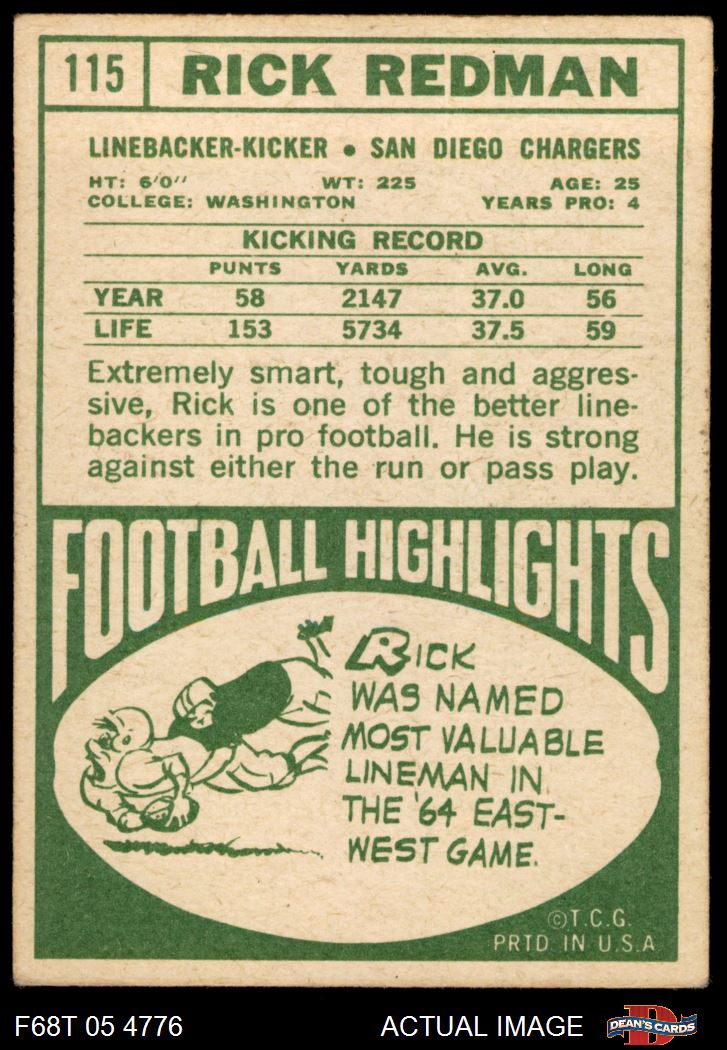 115 RICK REDMAN
LINEBACKER-KICKER • SAN DIEGO CHARGERS
HT: 6'0" WT: 225 AGE: 25
COLLEGE: WASHINGTON YEARS PRO: 4
KICKING RECORD
PUNTS YARDS AVG. LONG
YEAR 58 2147 37.0 56
LIFE 153 5734 37.5 59
Extremely smart, tough and aggres-
sive, Rick is one of the better line-
backers in pro football. He is strong
against either the run or pass play.
FOOTBALL HIGHLIGHTS
RICK
WAS NAMED
MOST VALUABLE
LINEMAN IN
THE '64 EAST-
WEST GAME.
©T.C.G.
PRTD IN U.S.A
F68T 05 4776 ACTUAL IMAGE D DEAN'S CARDS